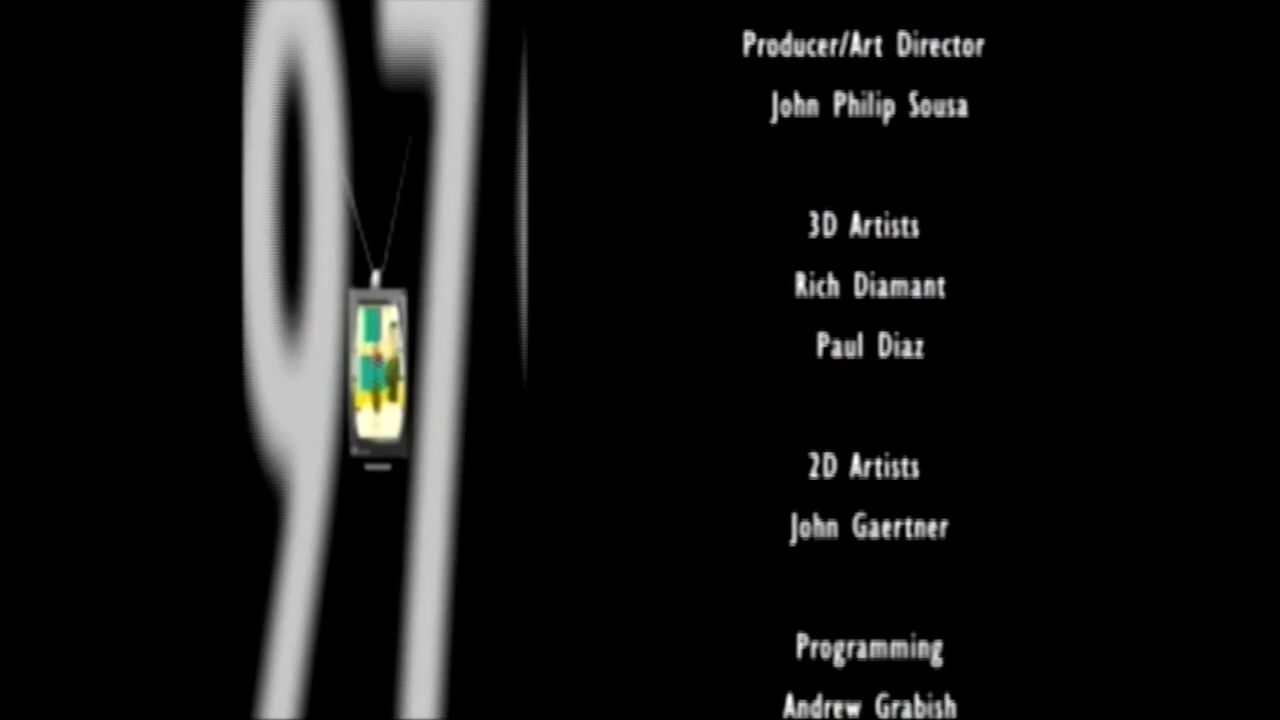 97
Producer/Art Director
John Philip Sousa
3D Artists
Rich Diamant
Paul Diaz
2D Artists
John Gaertner
Programming
Andrew Grabish